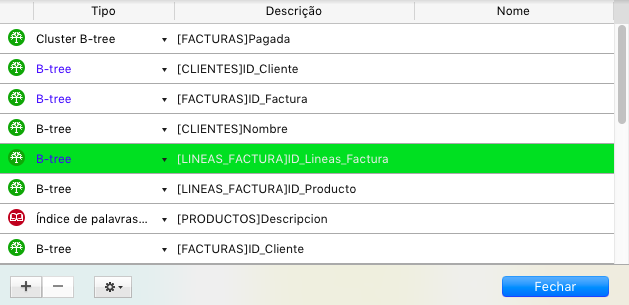 Tipo Descrição Nome
Cluster B-tree [FACTURAS]Pagada
B-tree [CLIENTES]ID_Cliente
B-tree [FACTURAS]ID_Factura
B-tree [CLIENTES]Nombre
B-tree [LINEAS_FACTURA]ID_Lineas_Factura
B-tree [LINEAS_FACTURA]ID_Producto
Índice de palavras... [PRODUCTOS]Descripcion
B-tree [FACTURAS]ID_Cliente
Fechar